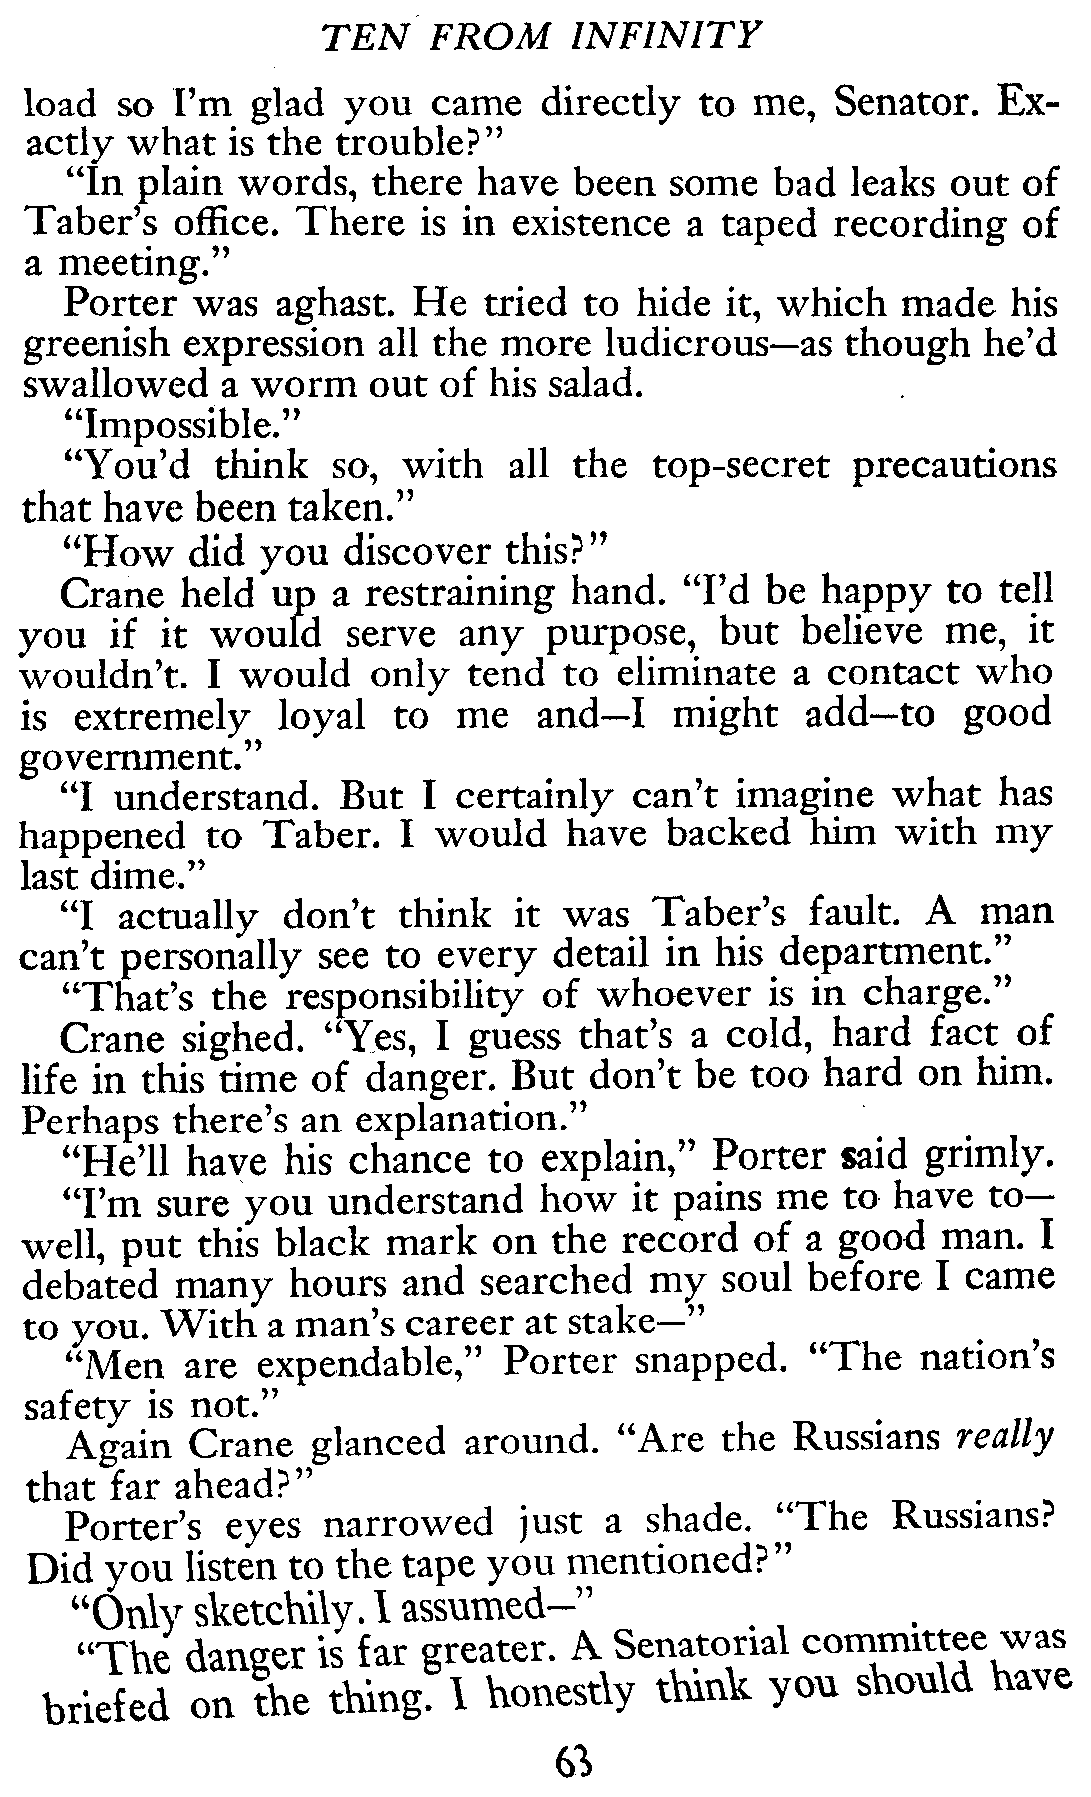 TEN FROM INFINITY
load so I'm glad you came directly to me, Senator. Ex-
actly what is the trouble?"
"In plain words, there have been some bad leaks out of
Taber's office. There is in existence a taped recording of
a meeting."
Porter was aghast. He tried to hide it, which made his
greenish expression all the more ludicrous—as though he'd
swallowed a worm out of his salad.
"Impossible."
"You'd think so, with all the top-secret precautions
that have been taken."
"How did you discover this?"
Crane held up a restraining hand. "I'd be happy to tell
you if it would serve any purpose, but believe me, it
wouldn't. I would only tend to eliminate a contact who
is extremely loyal to me and—I might add—to good
government."
"I understand. But I certainly can't imagine what has
happened to Taber. I would have backed him with my
last dime."
"I actually don't think it was Taber's fault. A man
can't personally see to every detail in his department."
"That's the responsibility of whoever is in charge."
Crane sighed. "Yes, I guess that's a cold, hard fact of
life in this time of danger. But don't be too hard on him.
Perhaps there's an explanation."
"He'll have his chance to explain," Porter said grimly.
"I'm sure you understand how it pains me to have to—
well, put this black mark on the record of a good man. I
debated many hours and searched my soul before I came
to you. With a man's career at stake—"
"Men are expendable," Porter snapped. "The nation's
safety is not."
Again Crane glanced around. "Are the Russians really
that far ahead?"
Porter's eyes narrowed just a shade. "The Russians?
Did you listen to the tape you mentioned?"
"Only sketchily. I assumed—"
"The danger is far greater. A Senatorial committee was
briefed on the thing. I honestly think you should have
63